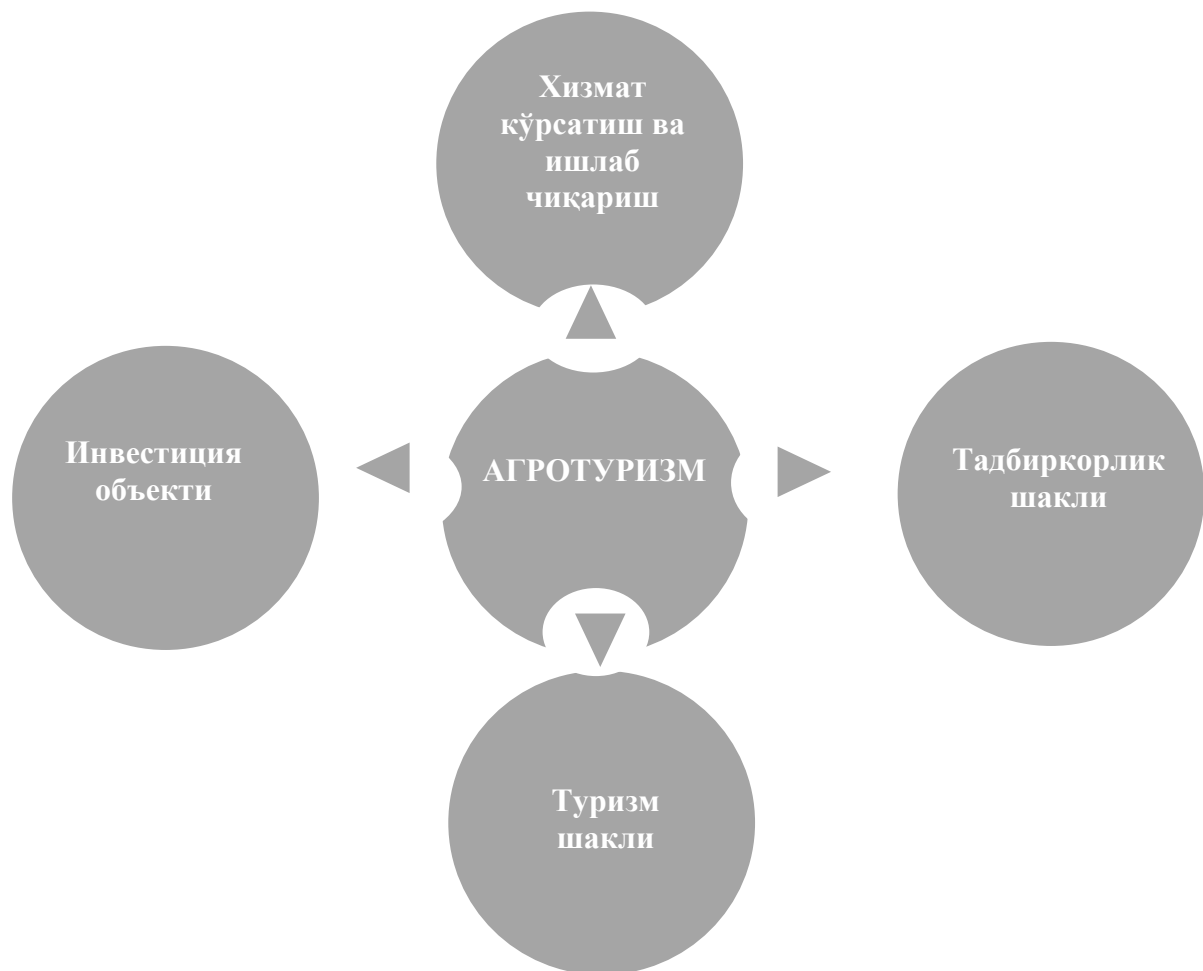 Хизмат
кўрсатиш ва
ишлаб
чиқариш
Инвестиция
объекти
АГРОТУРИЗМ
Тадбиркорлик
шакли
Туризм
шакли